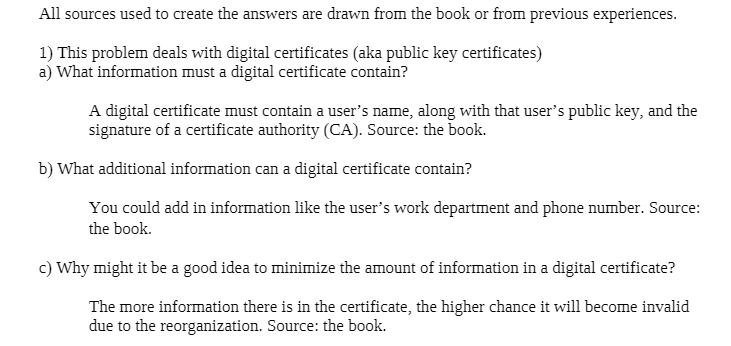 All sources used to create the answers are drawn from the book or from previous experiences.
1) This problem deals with digital certificates (aka public key certificates)
a) What information must a digital certificate contain?
A digital certificate must contain a user’s name, along with that user’s public key, and the
signature of a certificate authority (CA). Source: the book.
b) What additional information can a digital certificate contain?
You could add in information like the user’s work department and phone number. Source:
the book.
c) Why might it be a good idea to minimize the amount of information in a digital certificate?
The more information there is in the certificate, the higher chance it will become invalid
due to the reorganization. Source: the book.